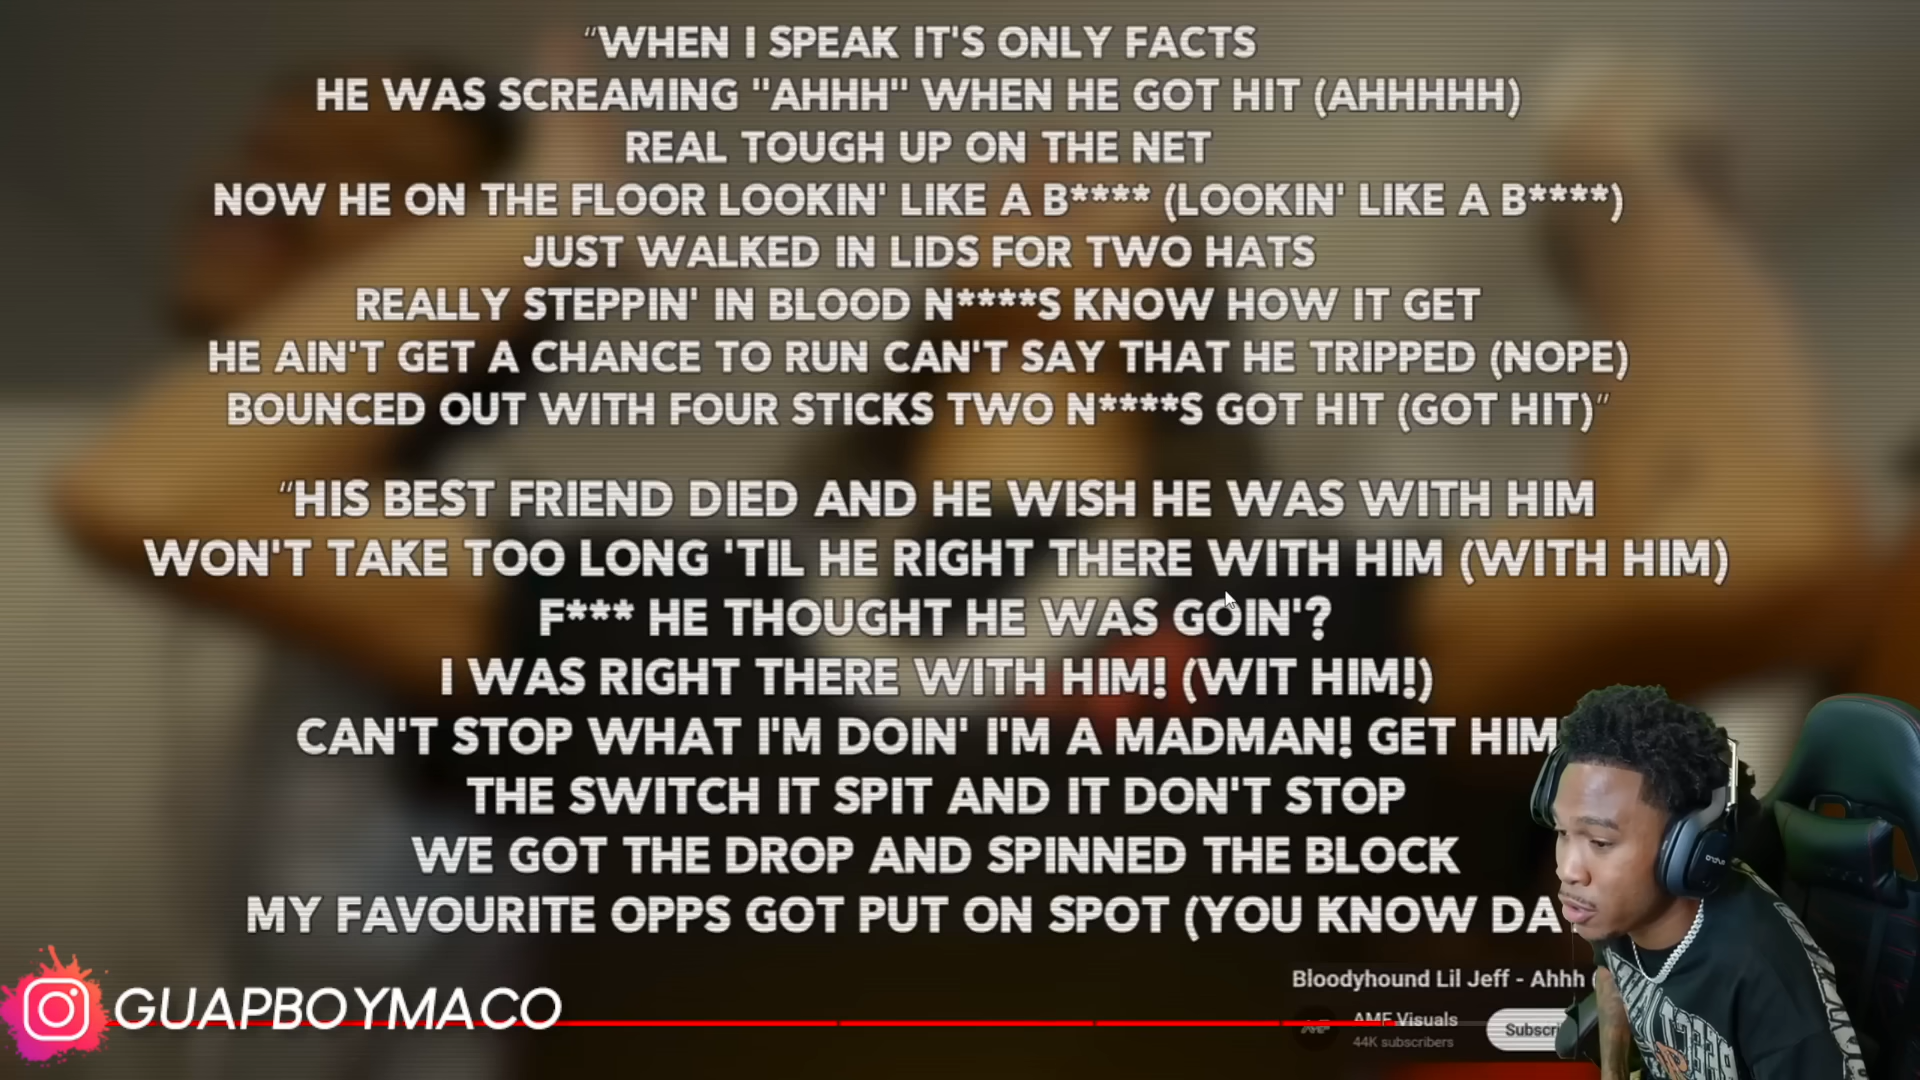 “WHEN I SPEAK IT'S ONLY FACTS
HE WAS SCREAMING "AHHH" WHEN HE GOT HIT (AHHHHH)
REAL TOUGH UP ON THE NET
NOW HE ON THE FLOOR LOOKIN' LIKE A B**** (LOOKIN' LIKE A B****)
JUST WALKED IN LIDS FOR TWO HATS
REALLY STEPPIN' IN BLOOD N****S KNOW HOW IT GET
HE AIN'T GET A CHANCE TO RUN CAN'T SAY THAT HE TRIPPED (NOPE)
BOUNCED OUT WITH FOUR STICKS TWO N****S GOT HIT (GOT HIT)”
“HIS BEST FRIEND DIED AND HE WISH HE WAS WITH HIM
WON'T TAKE TOO LONG 'TIL HE RIGHT THERE WITH HIM (WITH HIM)
F*** HE THOUGHT HE WAS GOIN'?
I WAS RIGHT THERE WITH HIM! (WIT HIM!)
CAN'T STOP WHAT I'M DOIN' I'M A MADMAN! GET HIM
THE SWITCH IT SPIT AND IT DON'T STOP
WE GOT THE DROP AND SPINNED THE BLOCK
MY FAVOURITE OPPS GOT PUT ON SPOT (YOU KNOW DA
GUAPBOYMACO
Bloodyhound Lil Jeff - Ahhh (
AMF Visuals
44K subscribers
Subscri